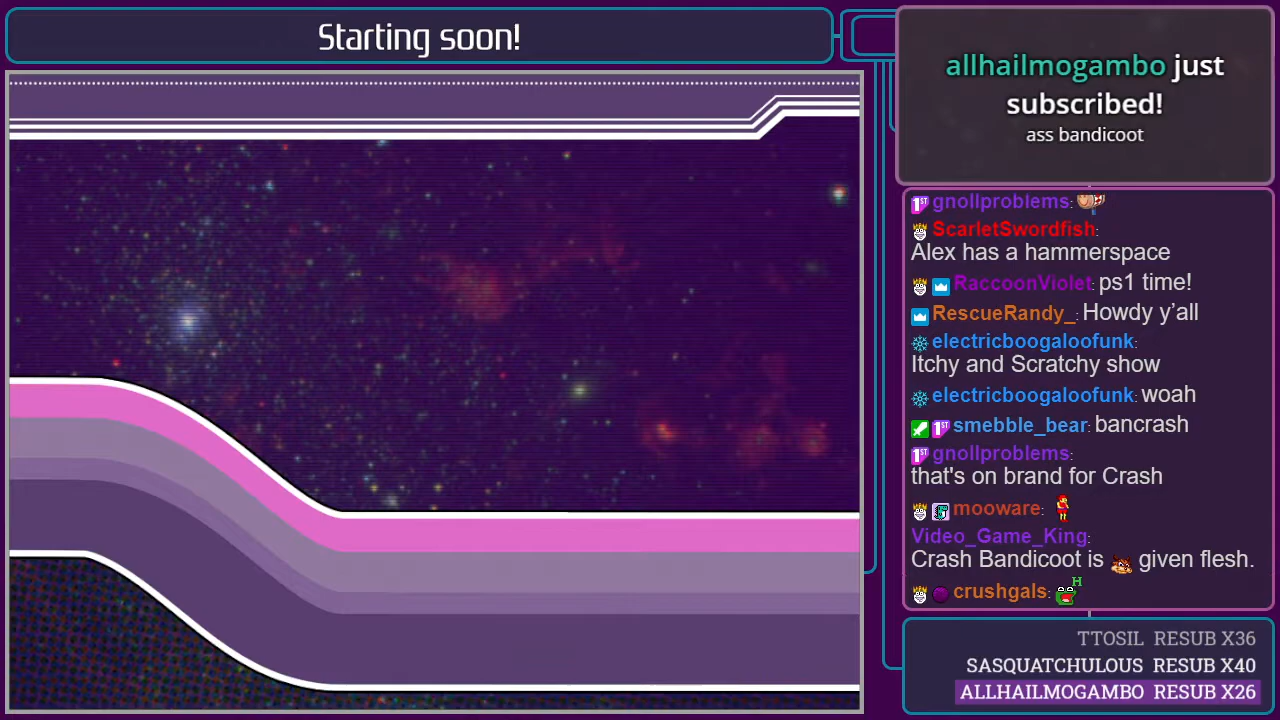 Starting soon!
allhailmogambo just
subscribed!
ass bandicoot
gnollproblems:
ScarletSwordfish:
Alex has a hammerspace
RaccoonViolet: ps1 time!
RescueRandy_: Howdy y’all
electricboogaloofunk:
Itchy and Scratchy show
electricboogaloofunk: woah
smebble_bear: bancrash
gnollproblems:
that's on brand for Crash
mooware:
Video_Game_King:
Crash Bandicoot is given flesh.
crushgals:
TTOSIL RESUB X36
SASQUATCHULOUS RESUB X40
ALLHAILMOGAMBO RESUB X26